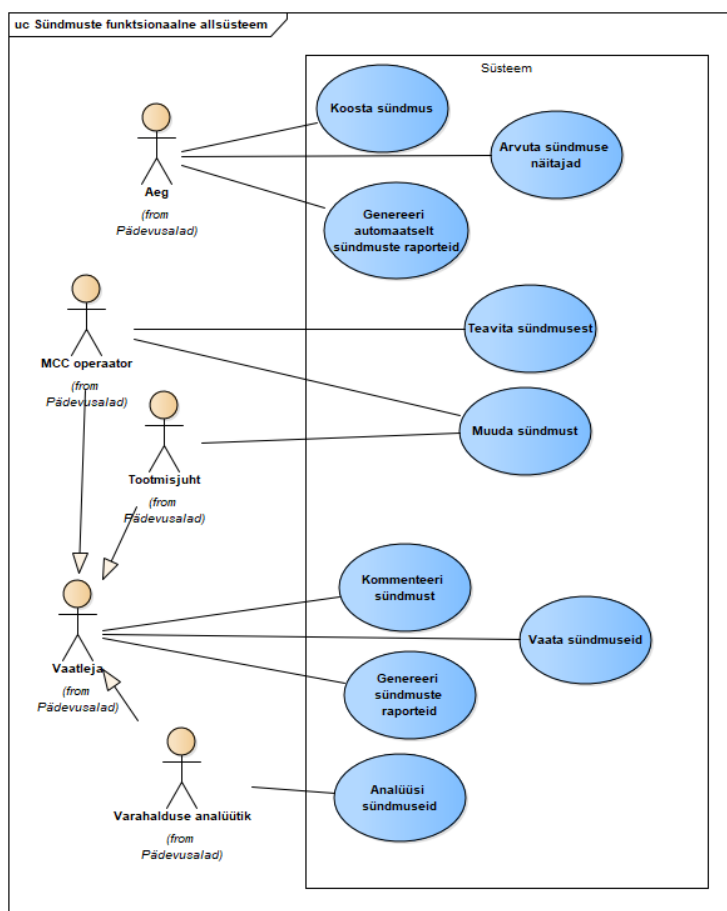 uc Sündmuste funktsionaalne allsüsteem
Süsteem
Koosta sündmus
Arvuta sündmuse
näitajad
Aeg
(from
Pädevusalad)
Genereeri
automaatselt
sündmuste raporteid
MCC operaator
(from
Pädevusalad)
Teavita sündmusest
Muuda sündmust
Tootmisjuht
(from
Pädevusalad)
Kommenteeri
sündmust
Vaata sündmuseid
Vaatleja
(from
Pädevusalad)
Genereeri
sündmuste
raporteid
Analüüsi
sündmuseid
Varahalduse analüütik
(from
Pädevusalad)